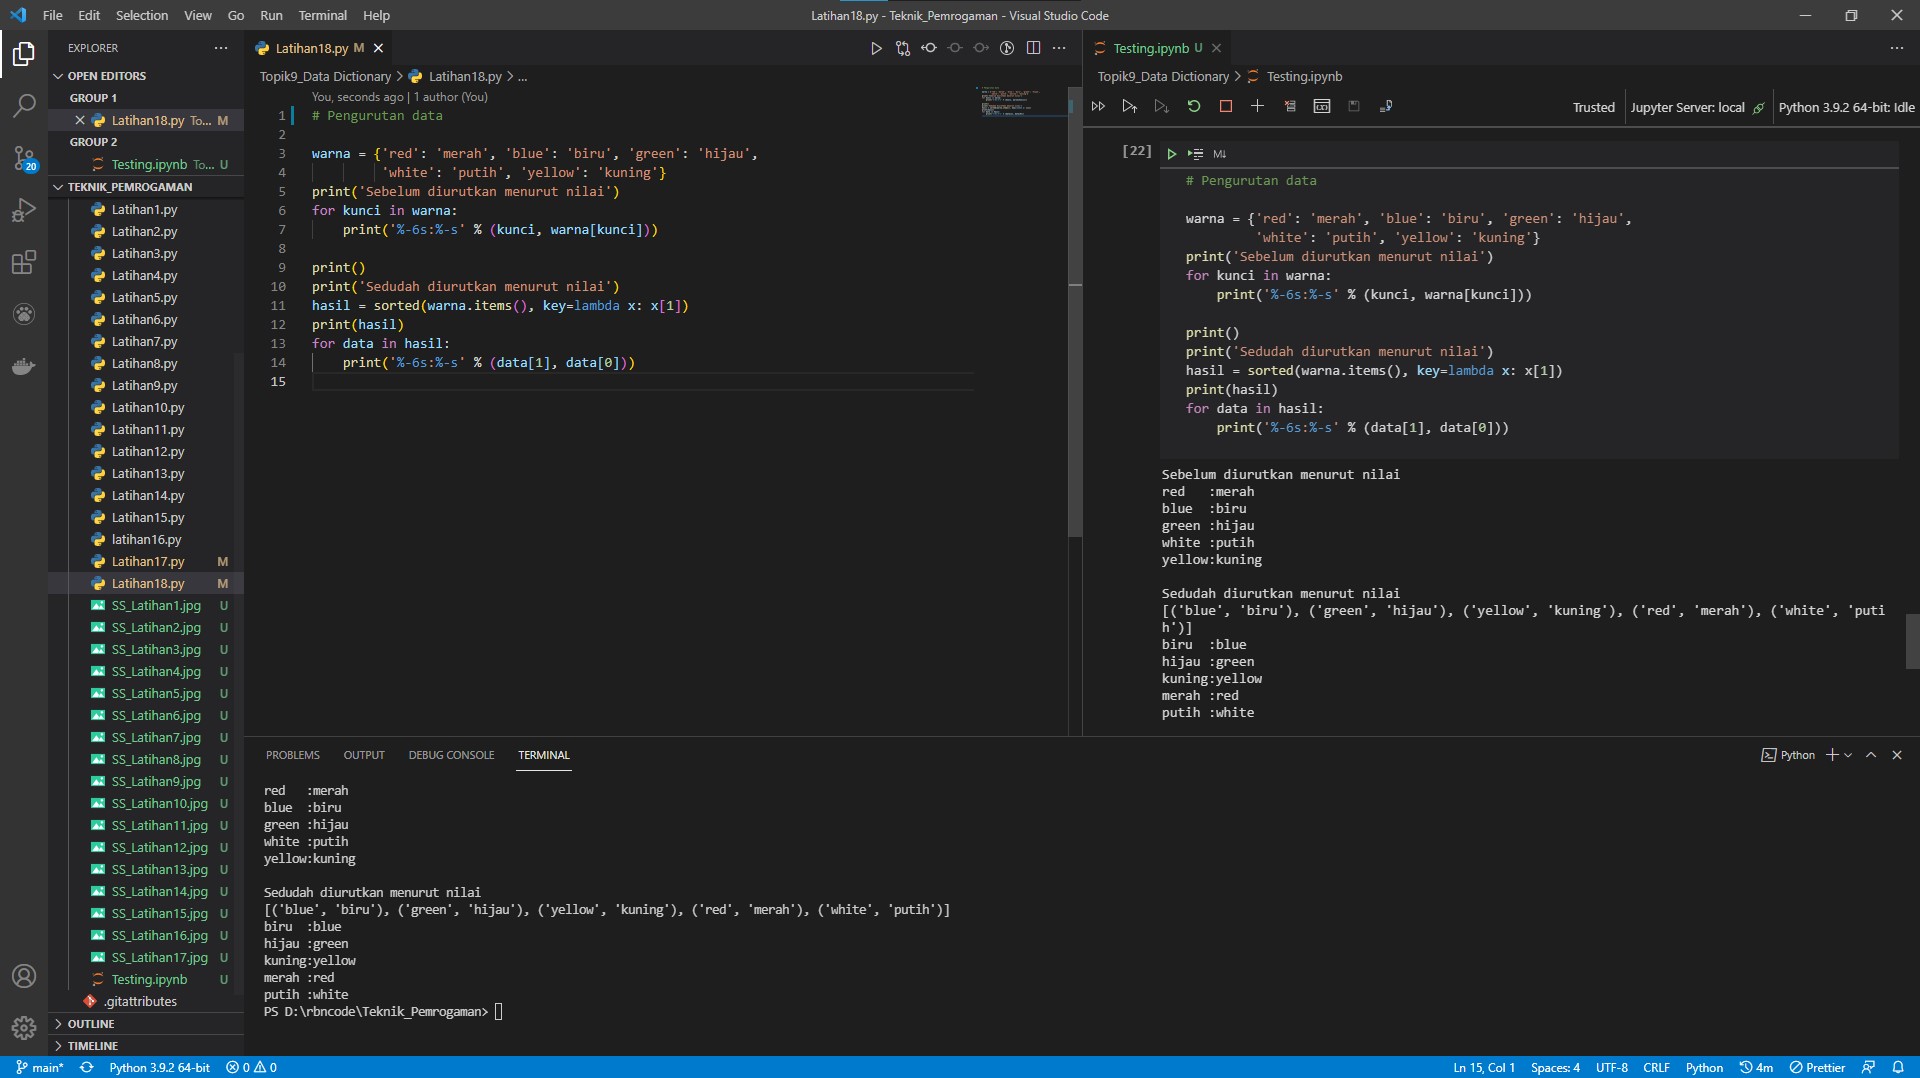 File Edit Selection View Go Run Terminal Help
Latihan18.py - Teknik_Pemrogaman - Visual Studio Code
EXPLORER
OPEN EDITORS
GROUP 1
Latihan18.py To... M
GROUP 2
Testing.ipynb To... U
20
TEKNIK_PEMROGAMAN
Latihan1.py
Latihan2.py
Latihan3.py
Latihan4.py
Latihan5.py
Latihan6.py
Latihan7.py
Latihan8.py
Latihan9.py
Latihan10.py
Latihan11.py
Latihan12.py
Latihan13.py
Latihan14.py
Latihan15.py
latihan16.py
Latihan17.py M
Latihan18.py M
SS_Latihan1.jpg U
SS_Latihan2.jpg U
SS_Latihan3.jpg U
SS_Latihan4.jpg U
SS_Latihan5.jpg U
SS_Latihan6.jpg U
SS_Latihan7.jpg U
SS_Latihan8.jpg U
SS_Latihan9.jpg U
SS_Latihan10.jpg U
SS_Latihan11.jpg U
SS_Latihan12.jpg U
SS_Latihan13.jpg U
SS_Latihan14.jpg U
SS_Latihan15.jpg U
SS_Latihan16.jpg U
SS_Latihan17.jpg U
Testing.ipynb U
.gitattributes
OUTLINE
TIMELINE
Latihan18.py M
Topik9_Data Dictionary > Latihan18.py > ...
You, seconds ago | 1 author (You)
1 # Pengurutan data
2
3 warna = {'red': 'merah', 'blue': 'biru', 'green': 'hijau',
4 'white': 'putih', 'yellow': 'kuning'}
5 print('Sebelum diurutkan menurut nilai')
6 for kunci in warna:
7 print('%-6s:%-s' % (kunci, warna[kunci]))
8
9 print()
10 print('Sedudah diurutkan menurut nilai')
11 hasil = sorted(warna.items(), key=lambda x: x[1])
12 print(hasil)
13 for data in hasil:
14 print('%-6s:%-s' % (data[1], data[0]))
15
Testing.ipynb U
Topik9_Data Dictionary > Testing.ipynb
Trusted Jupyter Server: local Python 3.9.2 64-bit: Idle
[22] M↓
# Pengurutan data
warna = {'red': 'merah', 'blue': 'biru', 'green': 'hijau',
'white': 'putih', 'yellow': 'kuning'}
print('Sebelum diurutkan menurut nilai')
for kunci in warna:
print('%-6s:%-s' % (kunci, warna[kunci]))
print()
print('Sedudah diurutkan menurut nilai')
hasil = sorted(warna.items(), key=lambda x: x[1])
print(hasil)
for data in hasil:
print('%-6s:%-s' % (data[1], data[0]))
Sebelum diurutkan menurut nilai
red   :merah
blue  :biru
green :hijau
white :putih
yellow:kuning
Sedudah diurutkan menurut nilai
[('blue', 'biru'), ('green', 'hijau'), ('yellow', 'kuning'), ('red', 'merah'), ('white', 'puti
h')]
biru  :blue
hijau :green
kuning:yellow
merah :red
putih :white
PROBLEMS OUTPUT DEBUG CONSOLE TERMINAL
Python
red   :merah
blue  :biru
green :hijau
white :putih
yellow:kuning
Sedudah diurutkan menurut nilai
[('blue', 'biru'), ('green', 'hijau'), ('yellow', 'kuning'), ('red', 'merah'), ('white', 'putih')]
biru  :blue
hijau :green
kuning:yellow
merah :red
putih :white
PS D:\rbncode\Teknik_Pemrogaman>
main* Python 3.9.2 64-bit 0 0
Ln 15, Col 1 Spaces: 4 UTF-8 CRLF Python 4m Prettier